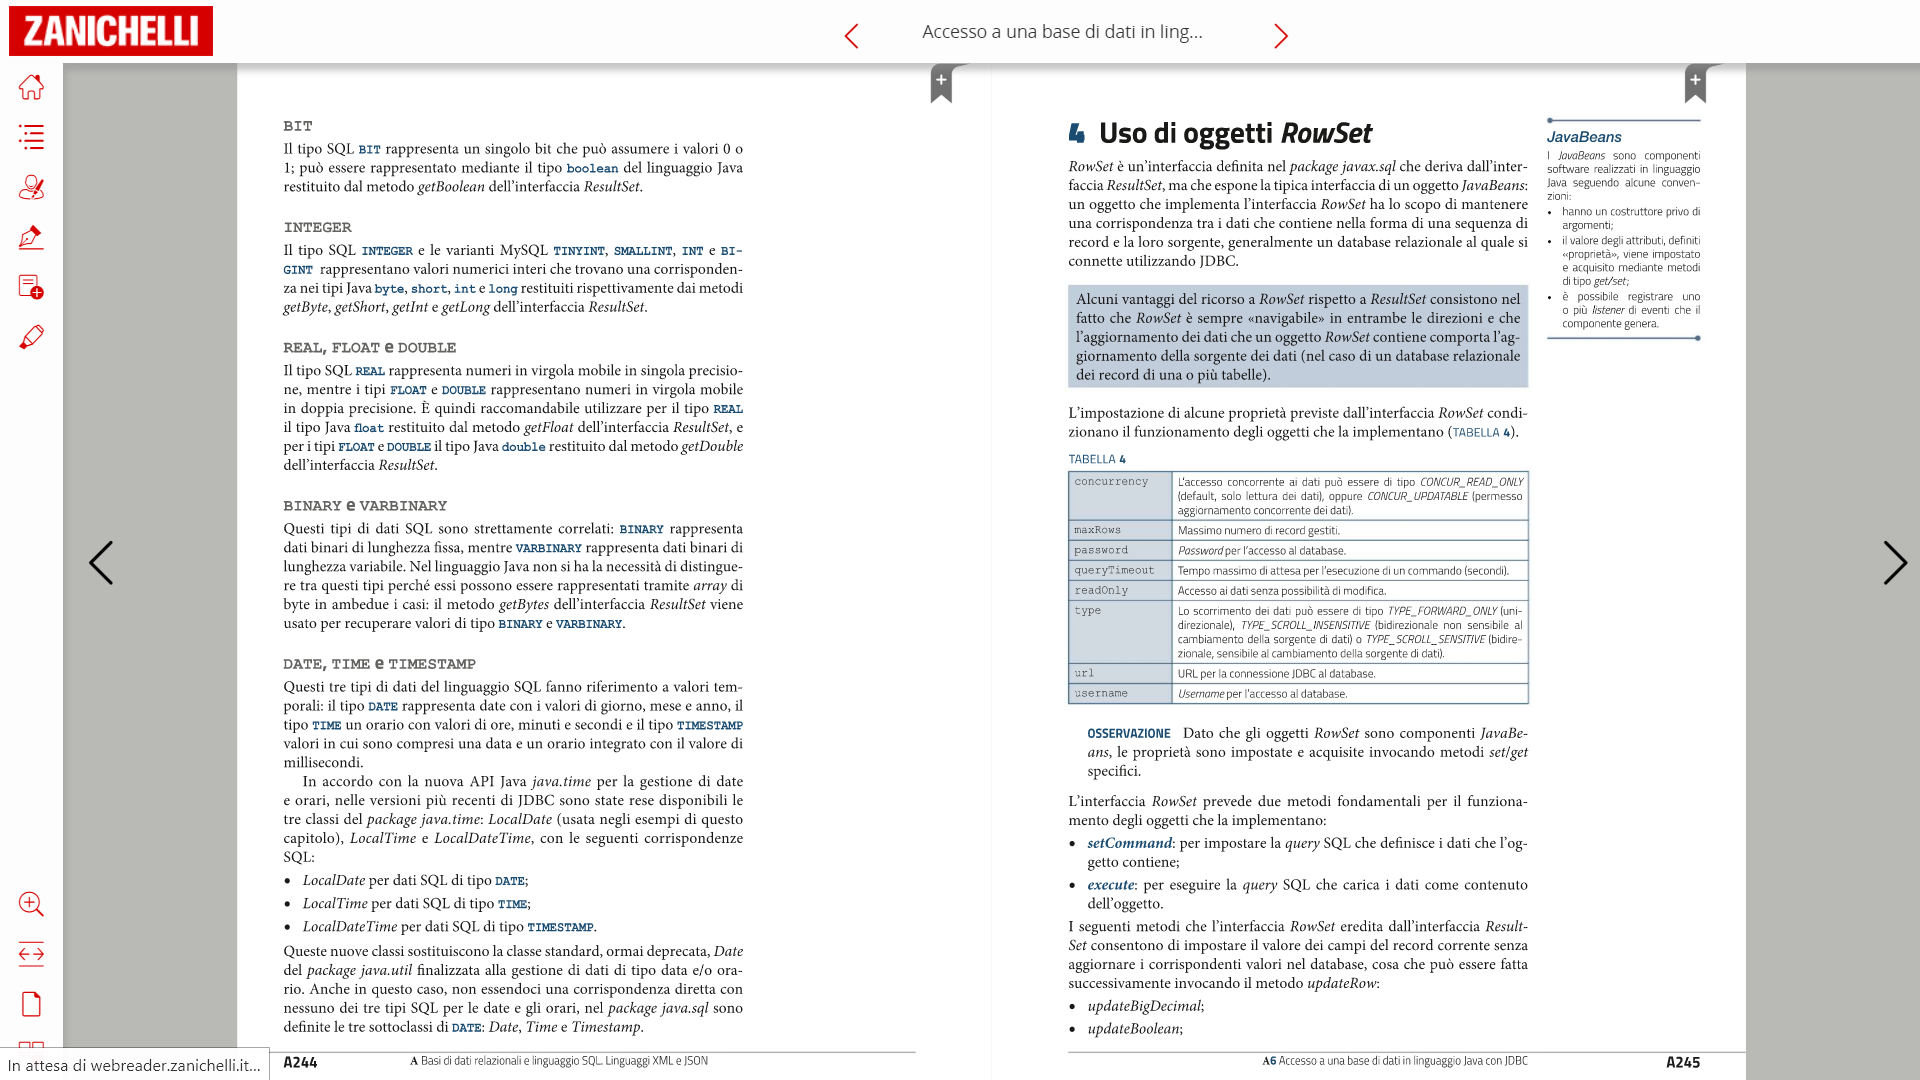 ZANICHELLI
Accesso a una base di dati in ling...
BIT
Il tipo SQL BIT rappresenta un singolo bit che può assumere i valori 0 o
1; può essere rappresentato mediante il tipo boolean del linguaggio Java
restituito dal metodo getBoolean dell'interfaccia ResultSet.
INTEGER
Il tipo SQL INTEGER e le varianti MySQL TINYINT, SMALLINT, INT e BI-
GINT rappresentano valori numerici interi che trovano una corrisponden-
za nei tipi Java byte, short, int e long restituiti rispettivamente dai metodi
getByte, getShort, getInt e getLong dell'interfaccia ResultSet.
REAL, FLOAT e DOUBLE
Il tipo SQL REAL rappresenta numeri in virgola mobile in singola precisio-
ne, mentre i tipi FLOAT e DOUBLE rappresentano numeri in virgola mobile
in doppia precisione. È quindi raccomandabile utilizzare per il tipo REAL
il tipo Java float restituito dal metodo getFloat dell'interfaccia ResultSet, e
per i tipi FLOAT e DOUBLE il tipo Java double restituito dal metodo getDouble
dell'interfaccia ResultSet.
BINARY e VARBINARY
Questi tipi di dati SQL sono strettamente correlati: BINARY rappresenta
dati binari di lunghezza fissa, mentre VARBINARY rappresenta dati binari di
lunghezza variabile. Nel linguaggio Java non si ha la necessità di distingue-
re tra questi tipi perché essi possono essere rappresentati tramite array di
byte in ambedue i casi: il metodo getBytes dell'interfaccia ResultSet viene
usato per recuperare valori di tipo BINARY e VARBINARY.
DATE, TIME e TIMESTAMP
Questi tre tipi di dati del linguaggio SQL fanno riferimento a valori tem-
porali: il tipo DATE rappresenta date con i valori di giorno, mese e anno, il
tipo TIME un orario con valori di ore, minuti e secondi e il tipo TIMESTAMP
valori in cui sono compresi una data e un orario integrato con il valore di
millisecondi.
In accordo con la nuova API Java java.time per la gestione di date
e orari, nelle versioni più recenti di JDBC sono state rese disponibili le
tre classi del package java.time: LocalDate (usata negli esempi di questo
capitolo), LocalTime e LocalDateTime, con le seguenti corrispondenze
SQL:
• LocalDate per dati SQL di tipo DATE;
• LocalTime per dati SQL di tipo TIME;
• LocalDateTime per dati SQL di tipo TIMESTAMP.
Queste nuove classi sostituiscono la classe standard, ormai deprecata, Date
del package java.util finalizzata alla gestione di dati di tipo data e/o ora-
rio. Anche in questo caso, non essendoci una corrispondenza diretta con
nessuno dei tre tipi SQL per le date e gli orari, nel package java.sql sono
definite le tre sottoclassi di DATE: Date, Time e Timestamp.
A244
A Basi di dati relazionali e linguaggio SQL. Linguaggi XML e JSON
4 Uso di oggetti RowSet
RowSet è un'interfaccia definita nel package javax.sql che deriva dall'inter-
faccia ResultSet, ma che espone la tipica interfaccia di un oggetto JavaBeans:
un oggetto che implementa l'interfaccia RowSet ha lo scopo di mantenere
una corrispondenza tra i dati che contiene nella forma di una sequenza di
record e la loro sorgente, generalmente un database relazionale al quale si
connette utilizzando JDBC.
Alcuni vantaggi del ricorso a RowSet rispetto a ResultSet consistono nel
fatto che RowSet è sempre «navigabile» in entrambe le direzioni e che
l'aggiornamento dei dati che un oggetto RowSet contiene comporta l'ag-
giornamento della sorgente dei dati (nel caso di un database relazionale
dei record di una o più tabelle).
L'impostazione di alcune proprietà previste dall'interfaccia RowSet condi-
zionano il funzionamento degli oggetti che la implementano (TABELLA 4).
TABELLA 4
concurrency L'accesso concorrente ai dati può essere di tipo CONCUR_READ_ONLY
(default, solo lettura dei dati), oppure CONCUR_UPDATABLE (permesso
aggiornamento concorrente dei dati).
maxRows Massimo numero di record gestiti.
password Password per l'accesso al database.
queryTimeout Tempo massimo di attesa per l'esecuzione di un commando (secondi).
readOnly Accesso ai dati senza possibilità di modifica.
type Lo scorrimento dei dati può essere di tipo TYPE_FORWARD_ONLY (uni-
direzionale), TYPE_SCROLL_INSENSITIVE (bidirezionale non sensibile al
cambiamento della sorgente di dati) o TYPE_SCROLL_SENSITIVE (bidire-
zionale, sensibile al cambiamento della sorgente di dati).
url URL per la connessione JDBC al database.
username Username per l'accesso al database.
OSSERVAZIONE Dato che gli oggetti RowSet sono componenti JavaBe-
ans, le proprietà sono impostate e acquisite invocando metodi set/get
specifici.
L'interfaccia RowSet prevede due metodi fondamentali per il funziona-
mento degli oggetti che la implementano:
• setCommand: per impostare la query SQL che definisce i dati che l'og-
getto contiene;
• execute: per eseguire la query SQL che carica i dati come contenuto
dell'oggetto.
I seguenti metodi che l'interfaccia RowSet eredita dall'interfaccia Result-
Set consentono di impostare il valore dei campi del record corrente senza
aggiornare i corrispondenti valori nel database, cosa che può essere fatta
successivamente invocando il metodo updateRow:
• updateBigDecimal;
• updateBoolean;
JavaBeans
I JavaBeans sono componenti
software realizzati in linguaggio
Java seguendo alcune conven-
zioni:
• hanno un costruttore privo di
argomenti;
• il valore degli attributi, definiti
«proprietà», viene impostato
e acquisito mediante metodi
di tipo get/set;
• è possibile registrare uno
o più listener di eventi che il
componente genera.
A6 Accesso a una base di dati in linguaggio Java con JDBC
A245
In attesa di webreader.zanichelli.it...